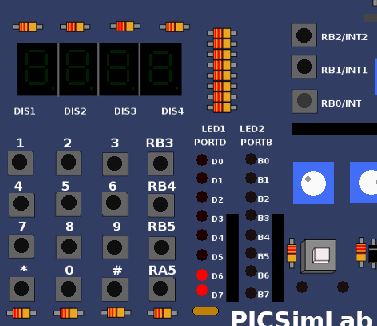 RB2/INT2
RB1/INT1
RB0/INT
DIS1 DIS2 DIS3 DIS4
LED1 LED2
PORTD PORTB
1 2 3 RB3
4 5 6 RB4
7 8 9 RB5
* 0 # RA5
D0 B0
D1 B1
D2 B2
D3 B3
D4 B4
D5 B5
D6 B6
D7 B7
PICSimLab